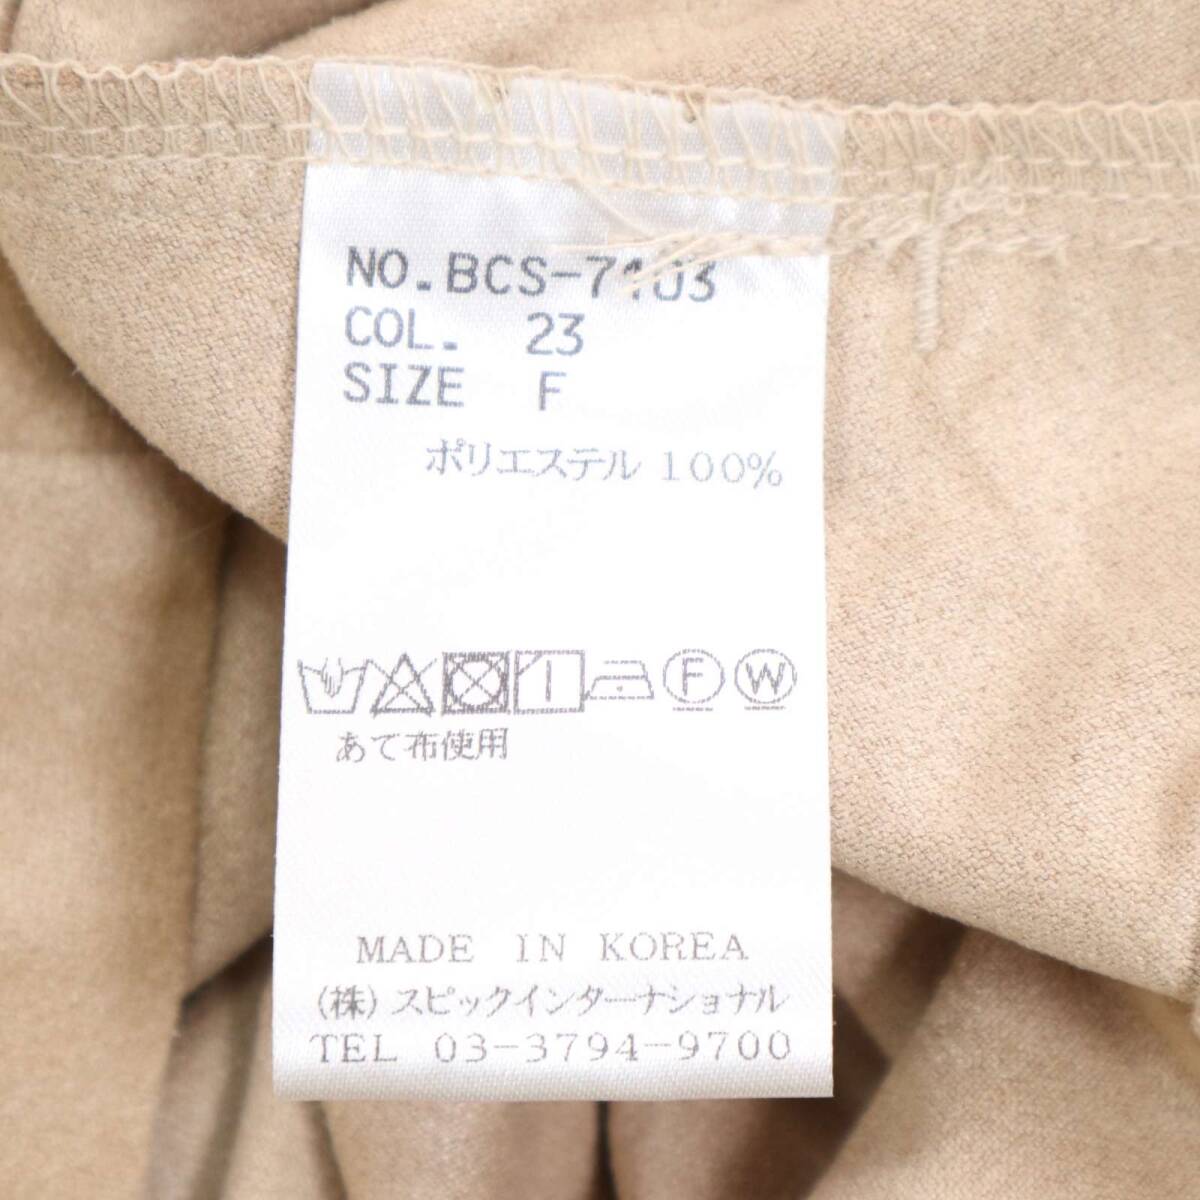 NO.BCS-7103
COL. 23
SIZE F
ポリエステル 100%
F W
あて布使用
MADE IN KOREA
(株) スピックインターナショナル
TEL 03-3794-9700